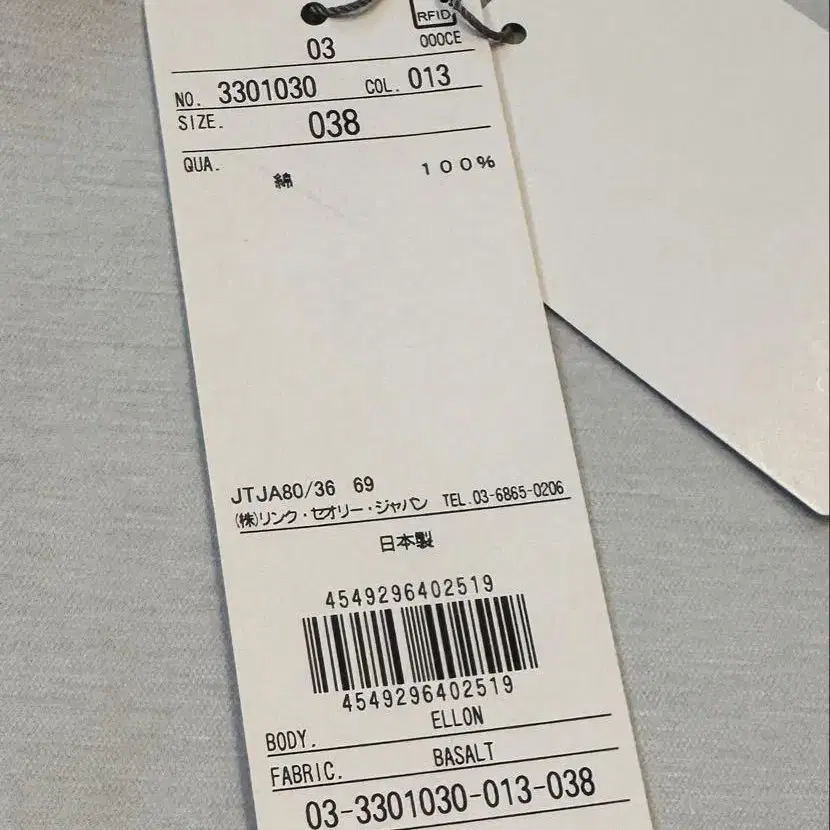 RFID
03 000CE
NO. 3301030 COL. 013
SIZE. 038
QUA.
綿 100%
JTJA80/36 69
(株)リンク・セオリー・ジャパン TEL.03-6865-0206
日本製
4549296402519
4549296402519
BODY. ELLON
FABRIC. BASALT
03-3301030-013-038